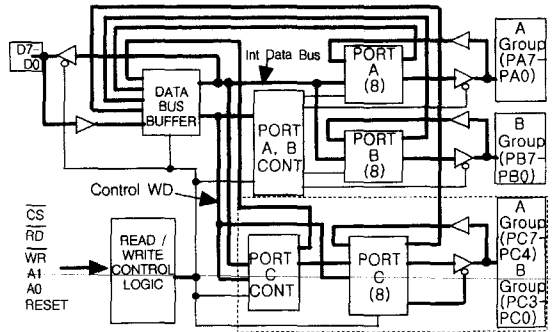 D7-
D0
DATA
BUS
BUFFER
Int Data Bus
PORT
A
(8)
A
Group
(PA7-
PA0)
PORT
A, B
CONT
PORT
B
(8)
B
Group
(PB7-
PB0)
Control WD
CS
RD
WR
A1
A0
RESET
READ /
WRITE
CONTROL
LOGIC
PORT
C
CONT
PORT
C
(8)
A
Group
(PC7-
PC4)
B
Group
(PC3-
PC0)